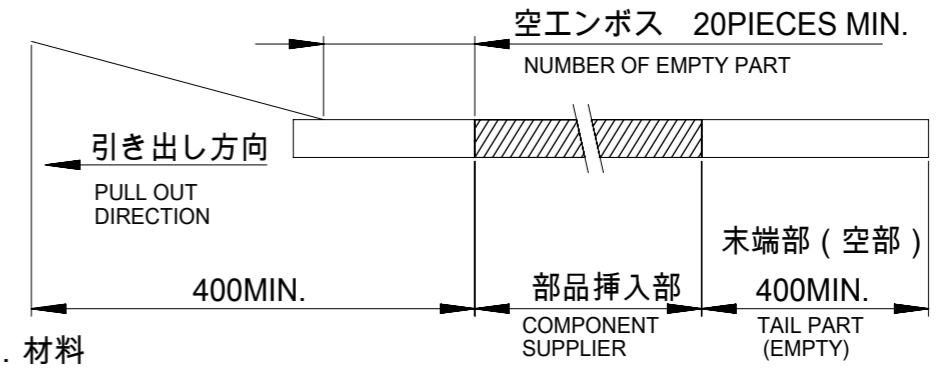 空エンボス 20PIECES MIN.
NUMBER OF EMPTY PART
引き出し方向
PULL OUT
DIRECTION
末端部（空部）
400MIN.
部品挿入部
400MIN.
COMPONENT
SUPPLIER
TAIL PART
(EMPTY)
. 材料